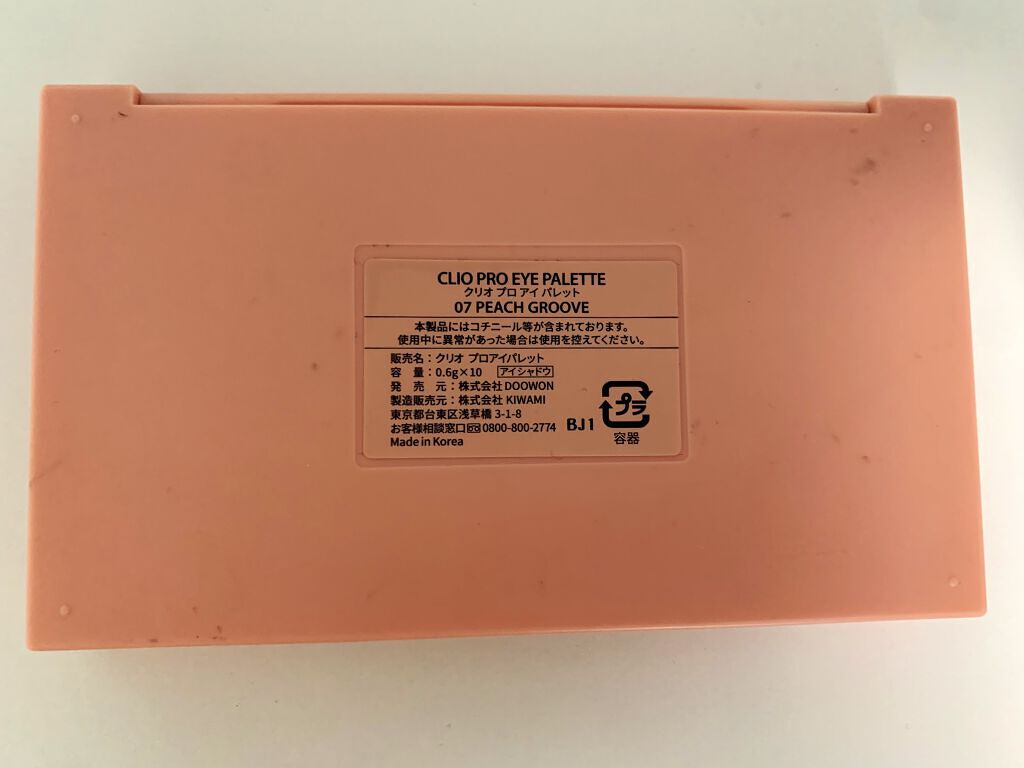 CLIO PRO EYE PALETTE
クリオ プロ アイ パレット
07 PEACH GROOVE
本製品にはコチニール等が含まれております。
使用中に異常があった場合は使用を控えてください。
販売名：クリオ プロアイパレット
容　量：0.6g×10 アイシャドウ
発　売　元：株式会社 DOOWON
製造販売元：株式会社 KIWAMI
東京都台東区浅草橋 3-1-8
お客様相談窓口 0800-800-2774
Made in Korea
BJ1
プラ
容器